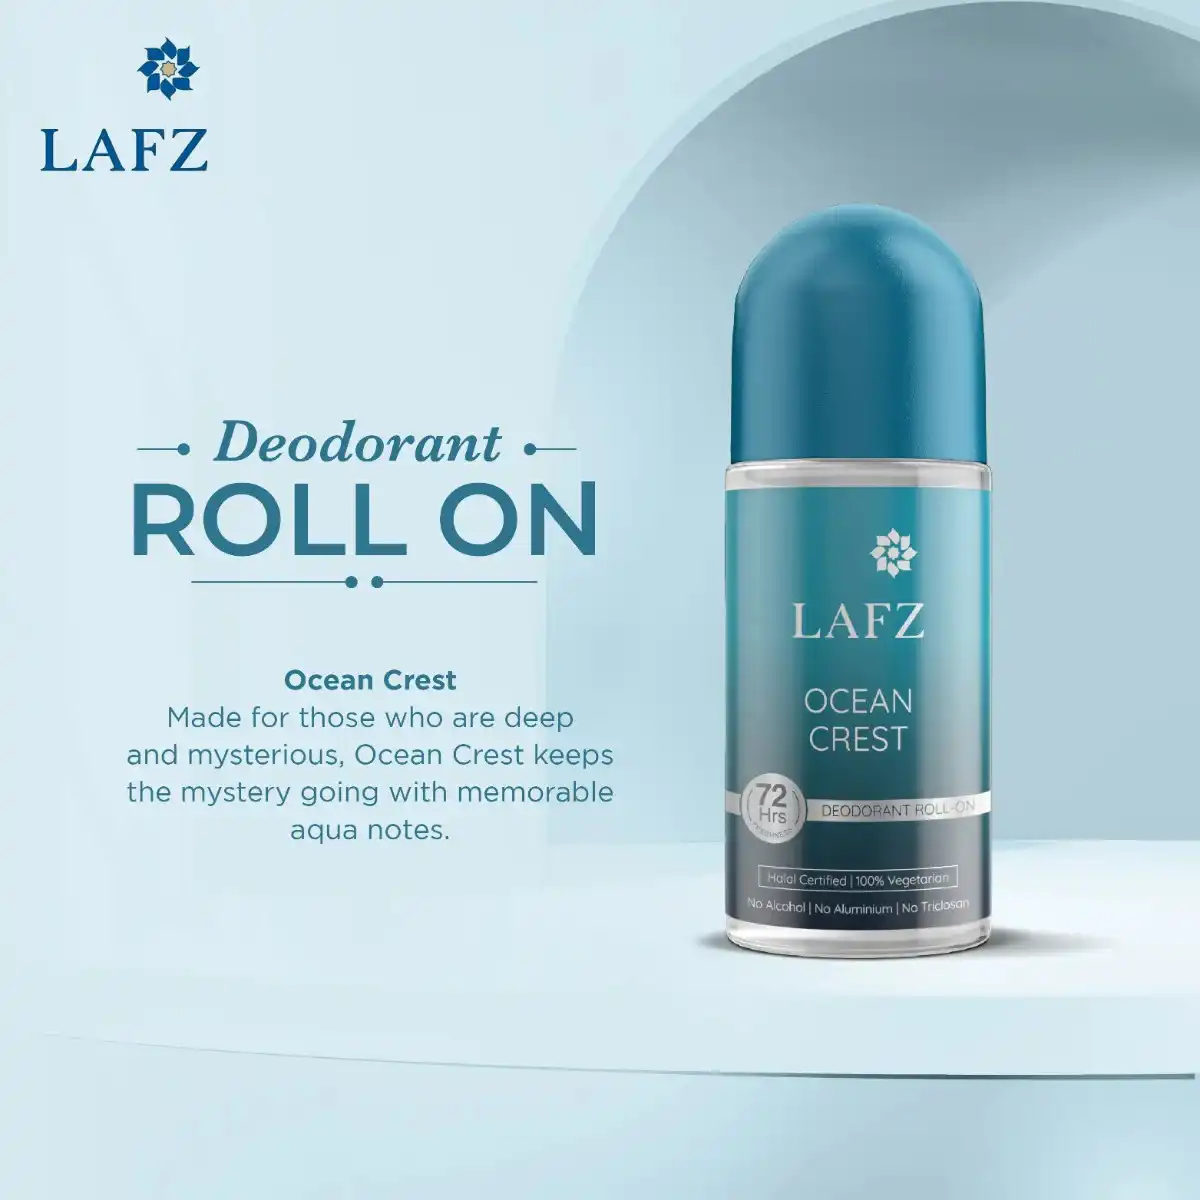 LAFZ
Deodorant
ROLL ON
Ocean Crest
Made for those who are deep
and mysterious, Ocean Crest keeps
the mystery going with memorable
aqua notes.
LAFZ
OCEAN
CREST
72
Hrs
FRESHNESS
DEODORANT ROLL-ON
Halal Certified | 100% Vegetarian
No Alcohol | No Aluminium | No Triclosan